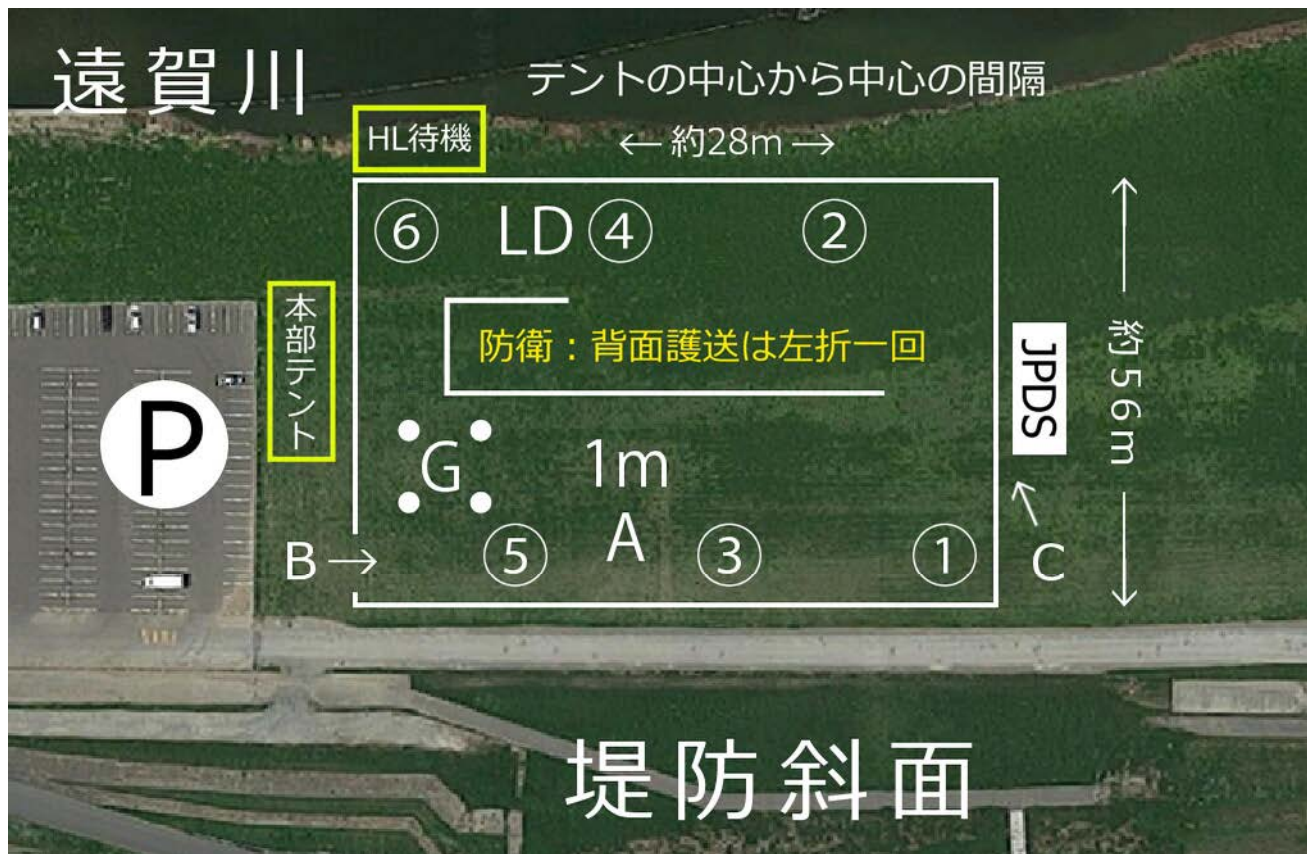 遠賀川
テントの中心から中心の間隔
HL待機
← 約28m →
⑥
LD
④
②
本部テント
防衛：背面護送は左折一回
JPDS
約56m
P
G
1m
B →
⑤
A
③
①
C
堤防斜面